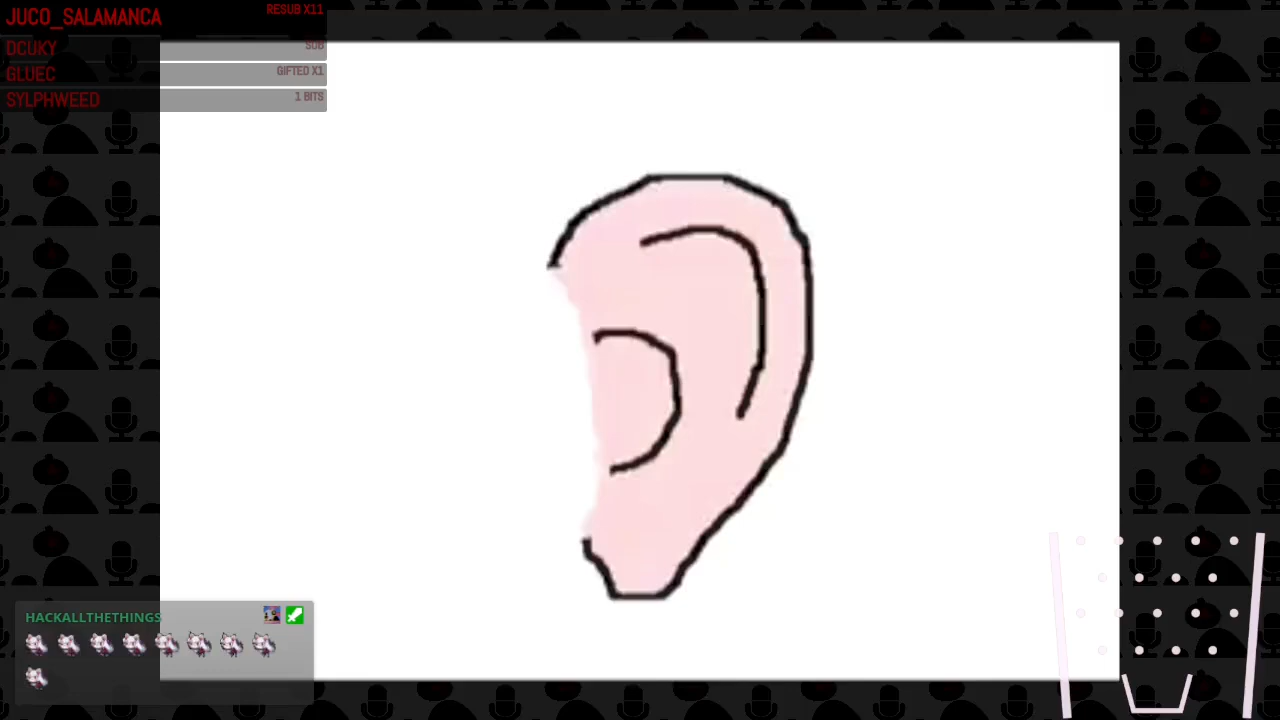 JUCO_SALAMANCA RESUB X11
DCUKY SUB
GLUEC GIFTED X1
SYLPHWEED 1 BITS
HACKALLTHETHINGS